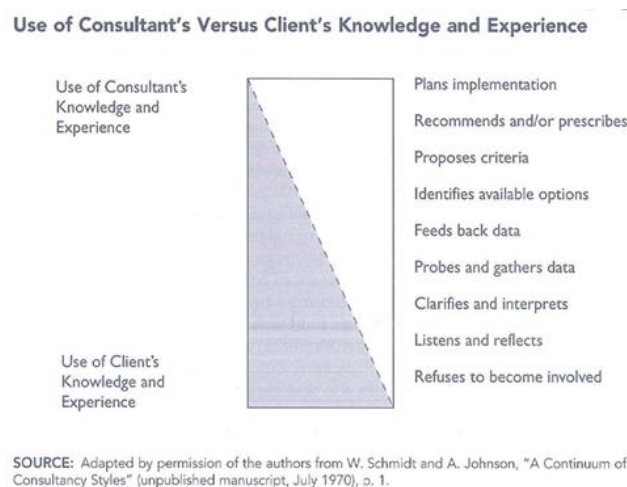 Use of Consultant's Versus Client's Knowledge and Experience
Use of Consultant's
Knowledge and
Experience
Plans implementation
Recommends and/or prescribes
Proposes criteria
Identifies available options
Feeds back data
Probes and gathers data
Clarifies and interprets
Listens and reflects
Refuses to become involved
Use of Client's
Knowledge and
Experience
SOURCE: Adapted by permission of the authors from W. Schmidt and A. Johnson, "A Continuum of
Consultancy Styles" (unpublished manuscript, July 1970), p. 1.